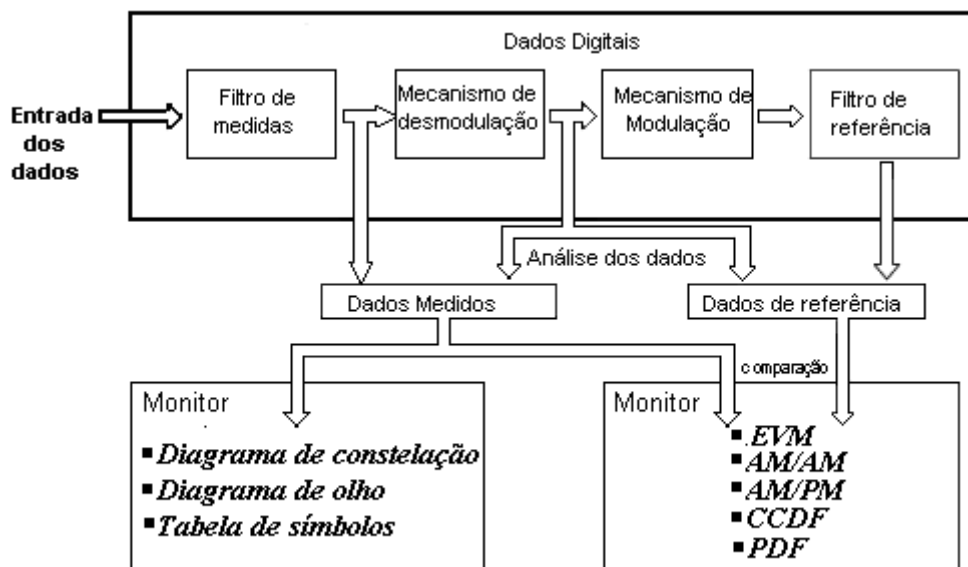 Dados Digitais
Entrada
dos
dados
Filtro de
medidas
Mecanismo de
desmodulação
Mecanismo de
Modulação
Filtro de
referência
Análise dos dados
Dados Medidos
Dados de referência
c omparação
Monitor
▪Diagrama de constelação
▪Diagrama de olho
▪Tabela de símbolos
Monitor
▪.EVM
▪AM/AM
▪AM/PM
▪CCDF
▪PDF